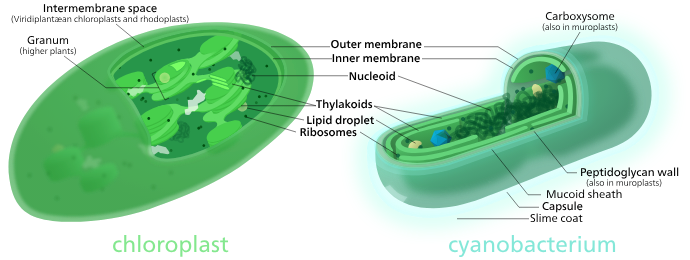 Intermembrane space
(Viridiplantæan chloroplasts and rhodoplasts)
Granum
(higher plants)
Carboxysome
(also in muroplasts)
Outer membrane
Inner membrane
Nucleoid
Thylakoids
Lipid droplet
Ribosomes
Peptidoglycan wall
(also in muroplasts)
Mucoid sheath
Capsule
Slime coat
chloroplast
cyanobacterium